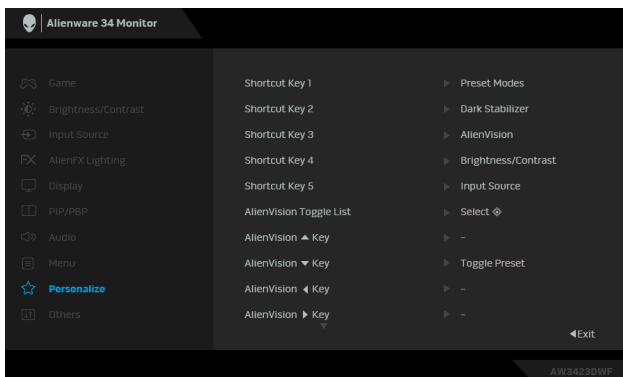 Alienware 34 Monitor
Game
Brightness/Contrast
Input Source
AlienFX Lighting
Display
PIP/PBP
Audio
Menu
Personalize
Others
Shortcut Key 1 ▶ Preset Modes
Shortcut Key 2 ▶ Dark Stabilizer
Shortcut Key 3 ▶ AlienVision
Shortcut Key 4 ▶ Brightness/Contrast
Shortcut Key 5 ▶ Input Source
AlienVision Toggle List ▶ Select
AlienVision ▲ Key ▶ –
AlienVision ▼ Key ▶ Toggle Preset
AlienVision ◀ Key ▶ –
AlienVision ▶ Key ▶ –
◀Exit
AW3423DWF